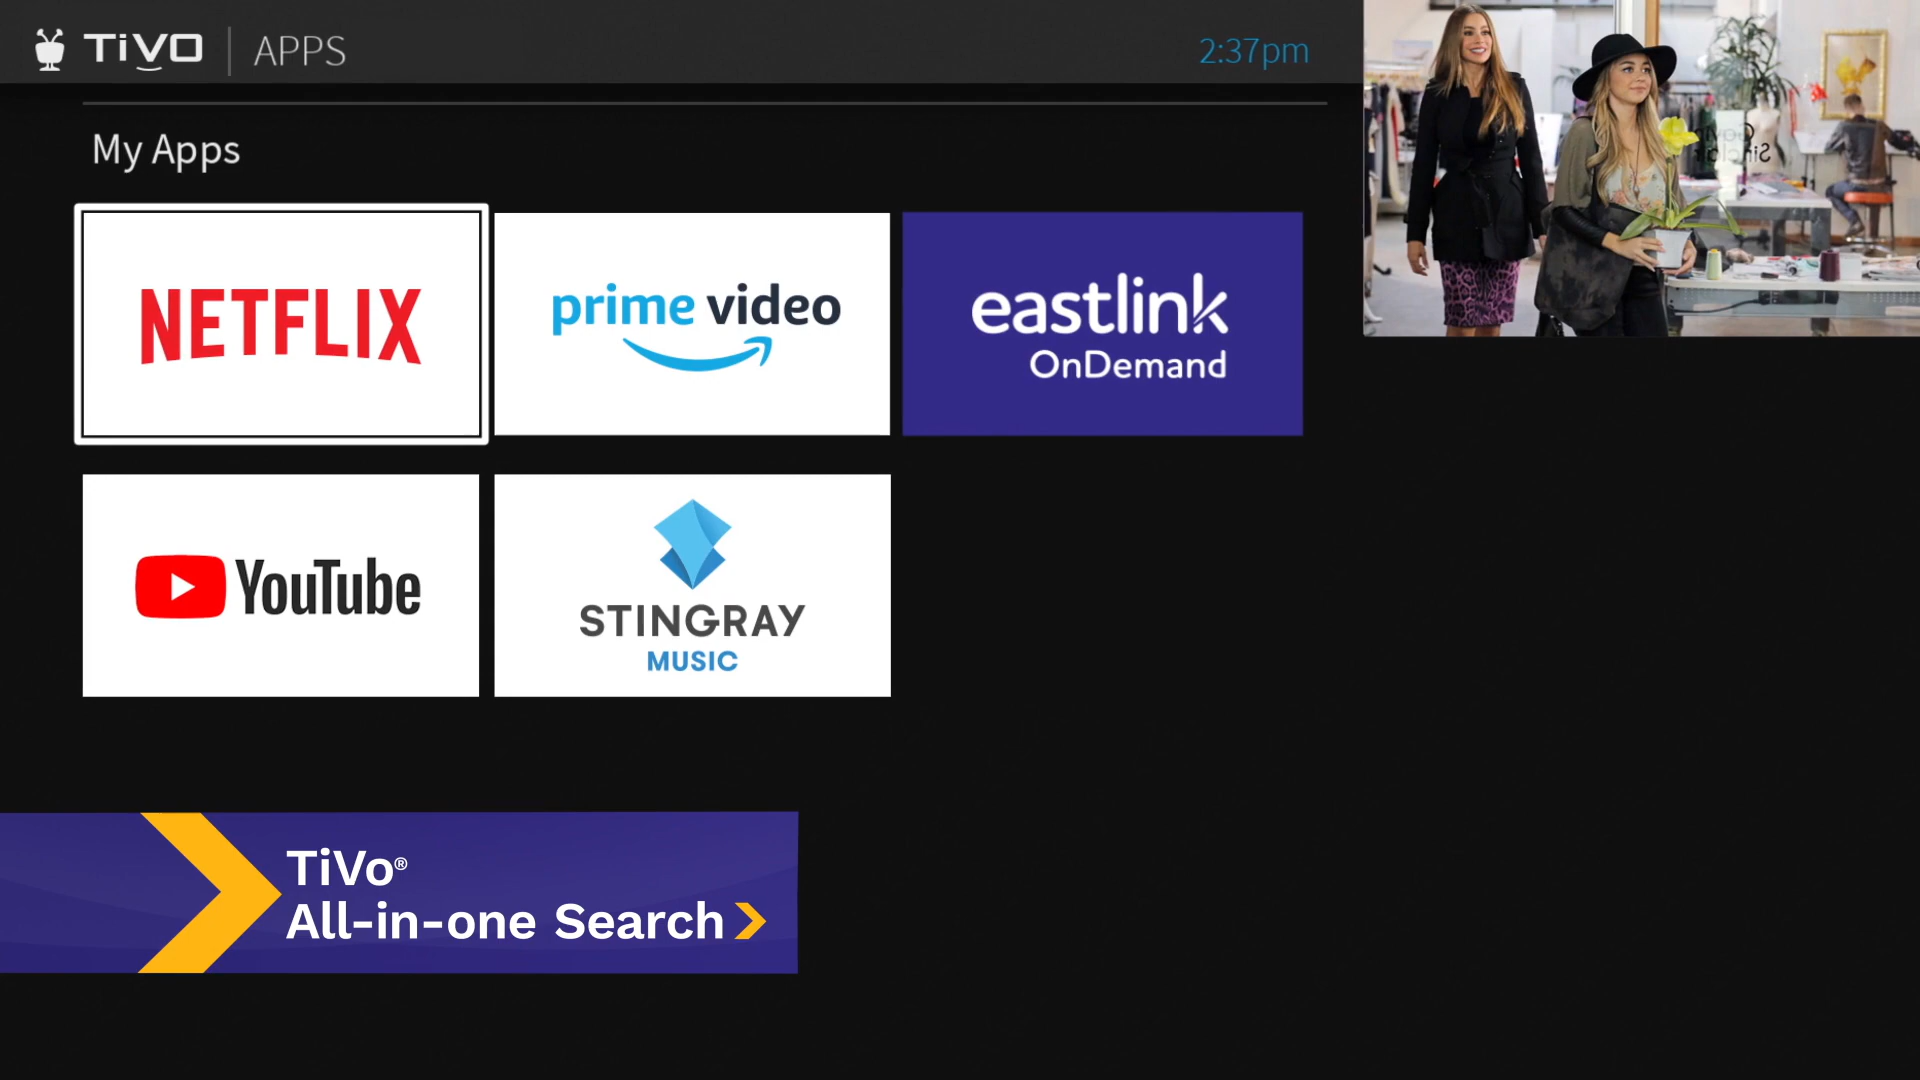 TiVO | APPS
2:37pm
My Apps
NETFLIX
prime video
eastlink
OnDemand
YouTube
STINGRAY
MUSIC
TiVo®
All-in-one Search